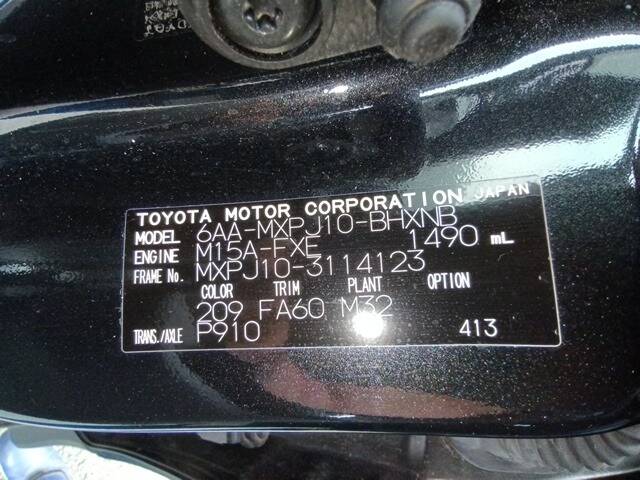 TOYOTA MOTOR CORPORATION JAPAN
MODEL 6AA-MXPJ10-BHXNB
ENGINE M15A-FXE 1490 mL
FRAME No. MXPJ10-3114123
COLOR TRIM PLANT OPTION
209 FA60 M32
TRANS./AXLE P910 413